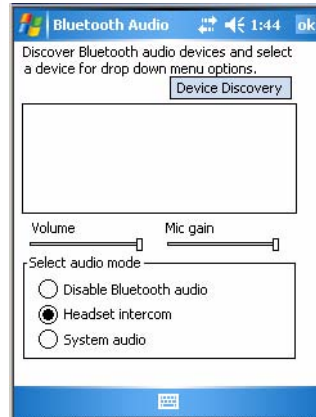 Bluetooth Audio 1:44 ok
Discover Bluetooth audio devices and select
a device for drop down menu options.
Device Discovery
Volume Mic gain
Select audio mode
Disable Bluetooth audio
Headset intercom
System audio